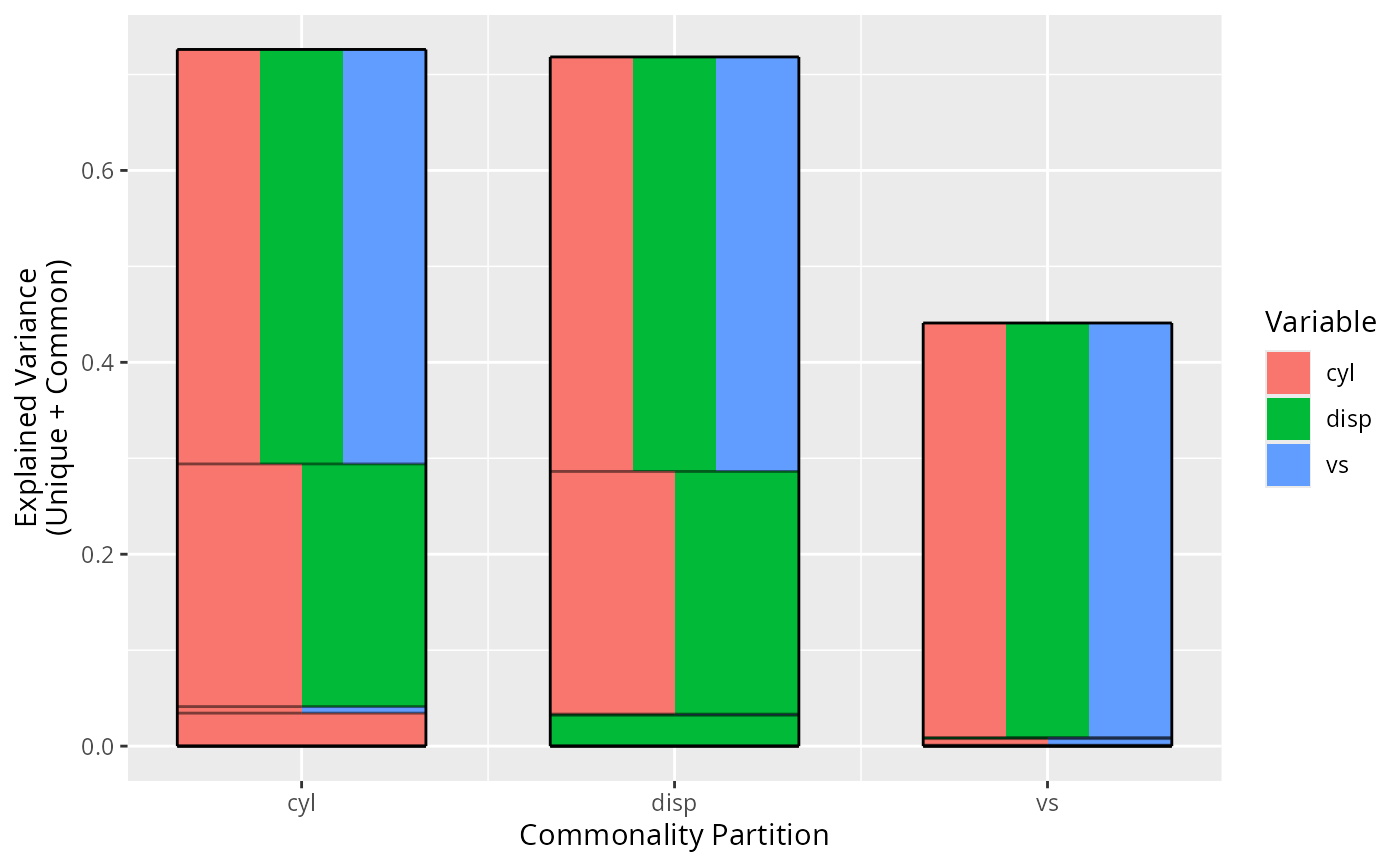 Explained Variance
(Unique + Common)
0.6
0.4
0.2
0.0
cyl
disp
vs
Commonality Partition
Variable
cyl
disp
vs